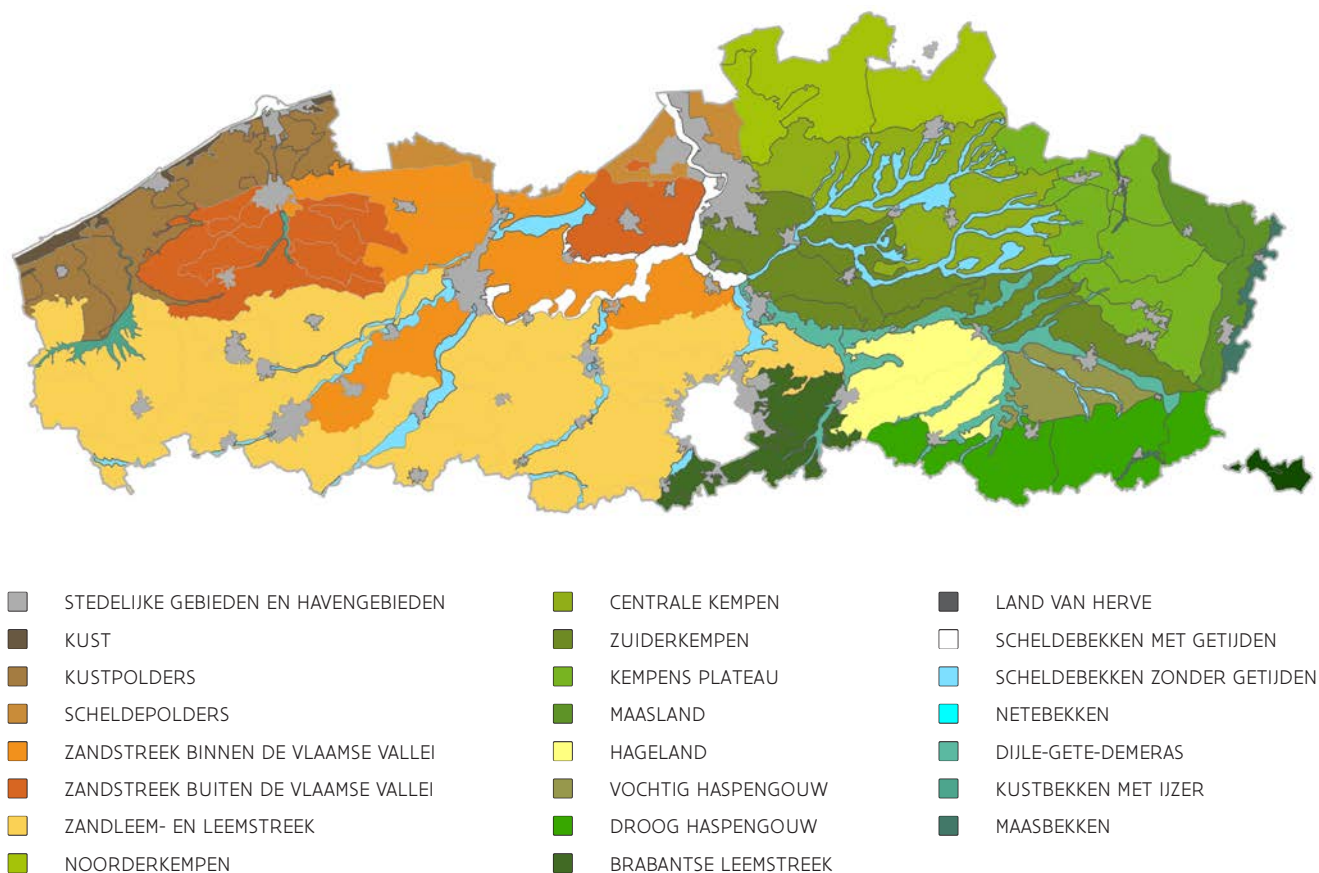 STEDELIJKE GEBIEDEN EN HAVENGEBIEDEN
KUST
KUSTPOLDERS
SCHELDEPOLDERS
ZANDSTREEK BINNEN DE VLAAMSE VALLEI
ZANDSTREEK BUITEN DE VLAAMSE VALLEI
ZANDLEEM- EN LEEMSTREEK
NOORDERKEMPEN
CENTRALE KEMPEN
ZUIDERKEMPEN
KEMPENS PLATEAU
MAASLAND
HAGELAND
VOCHTIG HASPENGOUW
DROOG HASPENGOUW
BRABANTSE LEEMSTREEK
LAND VAN HERVE
SCHELDEBEKKEN MET GETIJDEN
SCHELDEBEKKEN ZONDER GETIJDEN
NETEBEKKEN
DIJLE-GETE-DEMERAS
KUSTBEKKEN MET IJZER
MAASBEKKEN